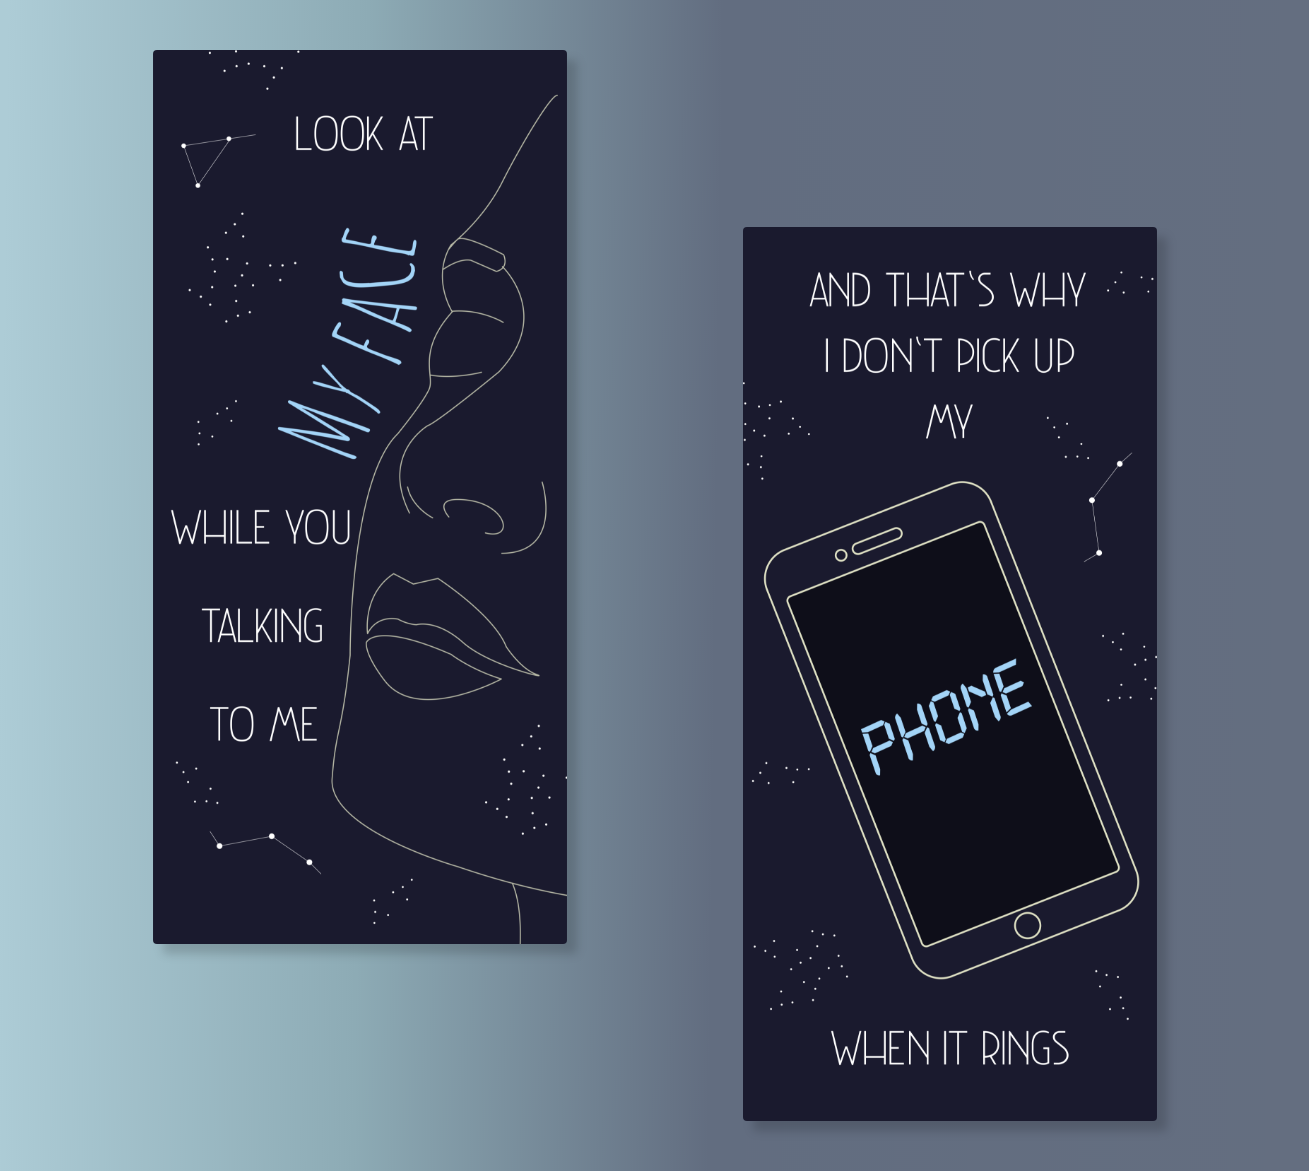 LOOK AT
MY FACE
WHILE YOU
TALKING
TO ME
AND THAT'S WHY
I DON'T PICK UP
MY
PHONE
WHEN IT RINGS